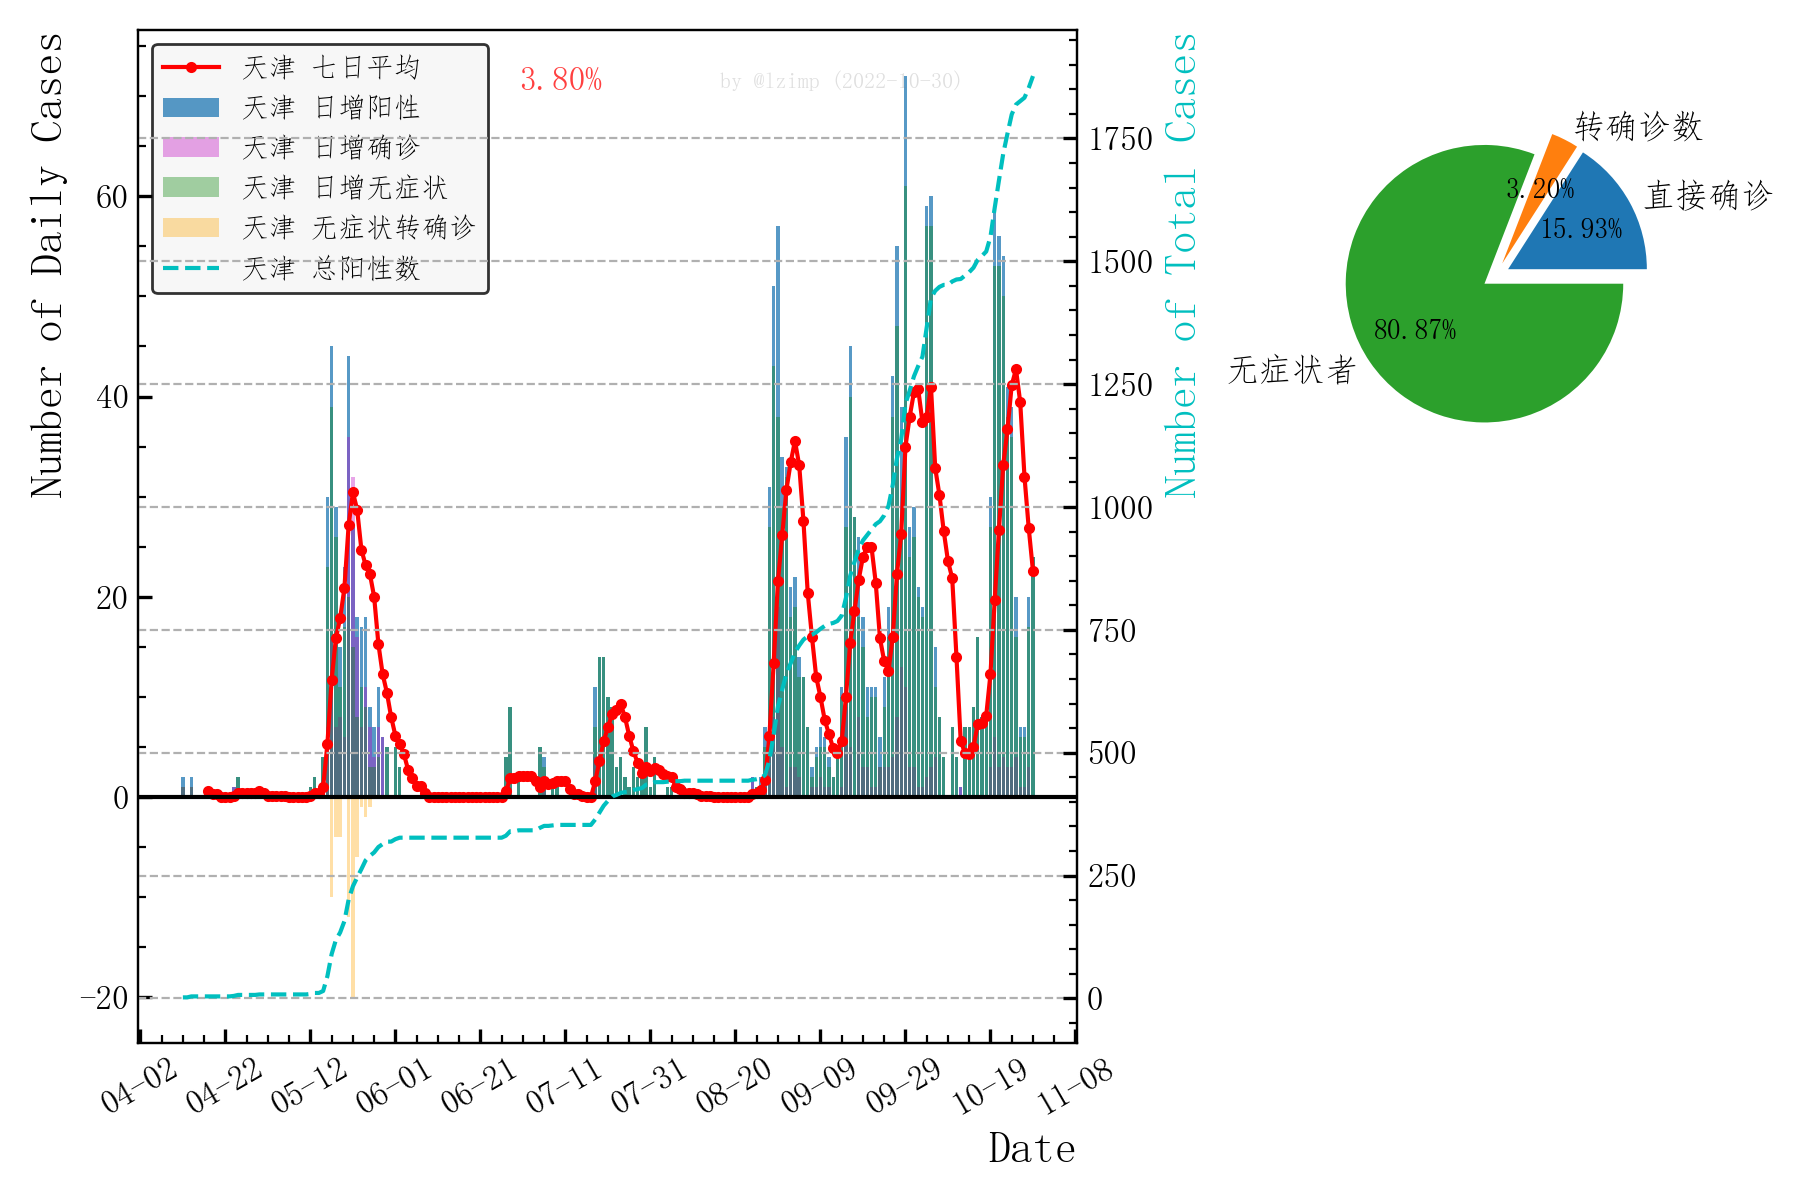 Number of Daily Cases
天津 七日平均
天津 日增阳性
天津 日增确诊
天津 日增无症状
天津 无症状转确诊
天津 总阳性数
3.80%
by @lzimp (2022-10-30)
60
40
20
0
−20
1750
1500
1250
1000
750
500
250
0
Number of Total Cases
04−02
04−22
05−12
06−01
06−21
07−11
07−31
08−20
09−09
09−29
10−19
11−08
Date
转确诊数
直接确诊
无症状者
3.20%
15.93%
80.87%